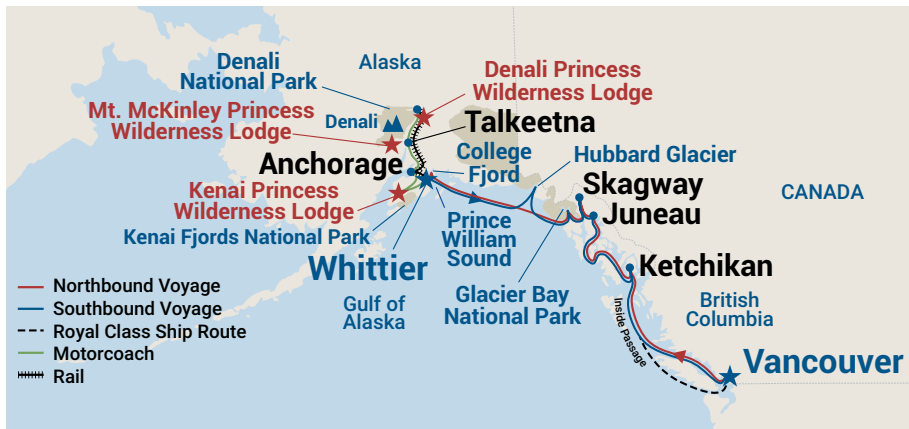 Denali
National Park
Alaska
Denali Princess
Wilderness Lodge
Mt. McKinley Princess
Wilderness Lodge
Denali
Talkeetna
Anchorage
College
Fjord
Hubbard Glacier
Kenai Princess
Wilderness Lodge
Skagway
Juneau
CANADA
Kenai Fjords National Park
Prince
William
Sound
Whittier
Ketchikan
Gulf of
Alaska
Glacier Bay
National Park
British
Columbia
Inside Passage
Vancouver
Northbound Voyage
Southbound Voyage
Royal Class Ship Route
Motorcoach
Rail